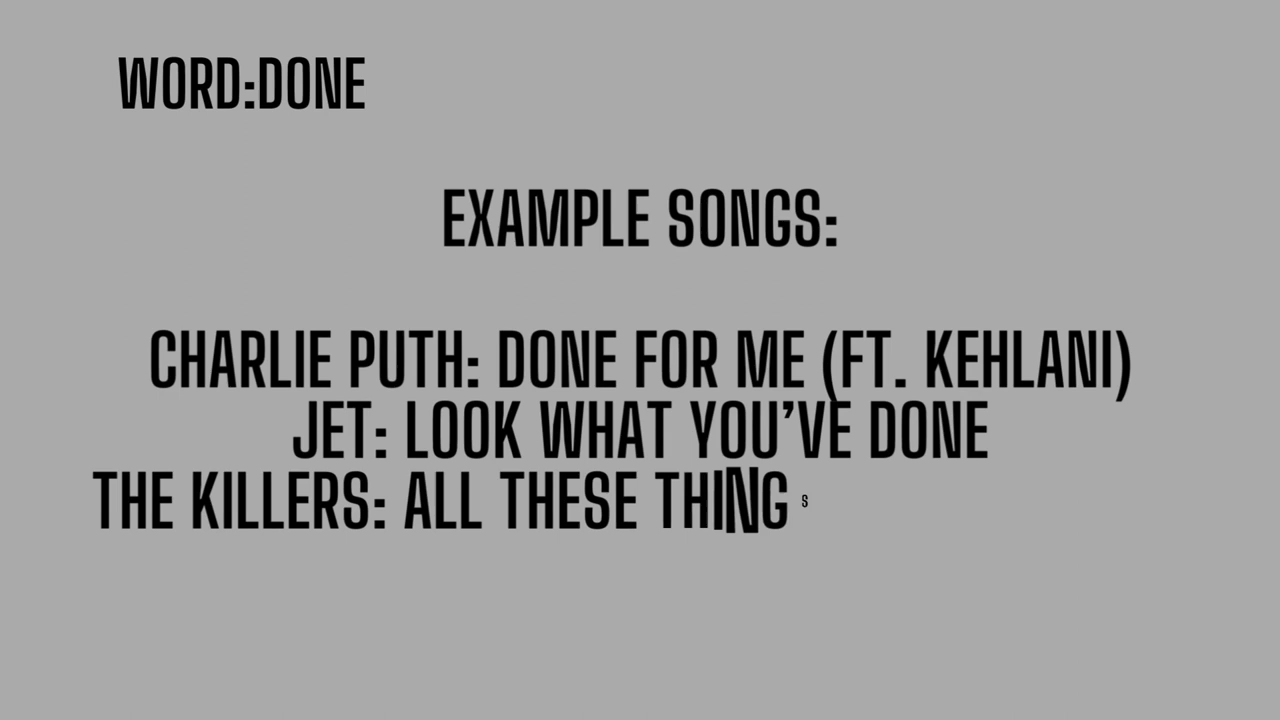 WORD:DONE
EXAMPLE SONGS:
CHARLIE PUTH: DONE FOR ME (FT. KEHLANI)
JET: LOOK WHAT YOU’VE DONE
THE KILLERS: ALL THESE THINGS